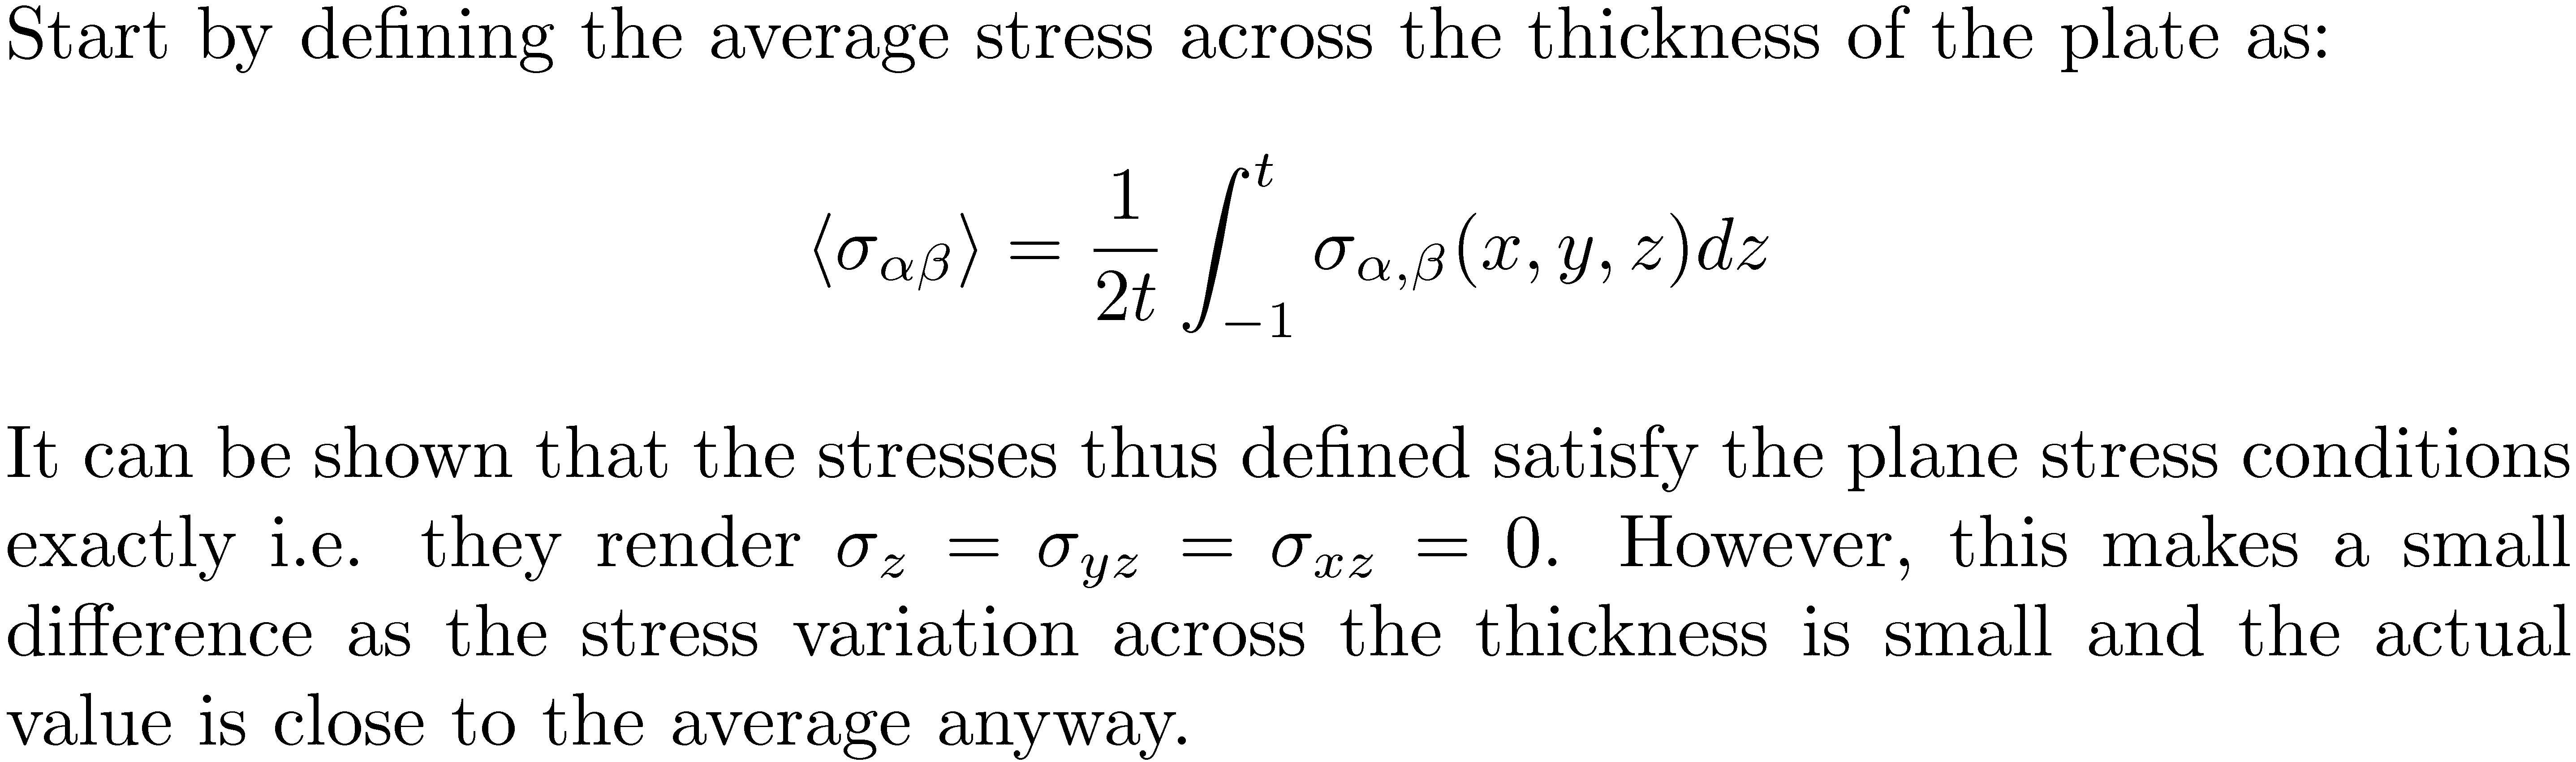 Start by defining the average stress across the thickness of the plate as:
⟨σ_{αβ}⟩ = \frac{1}{2t} ∫_{-1}^{t} σ_{α,β}(x, y, z)dz
It can be shown that the stresses thus defined satisfy the plane stress conditions
exactly i.e. they render σ_z = σ_{yz} = σ_{xz} = 0. However, this makes a small
difference as the stress variation across the thickness is small and the actual
value is close to the average anyway.